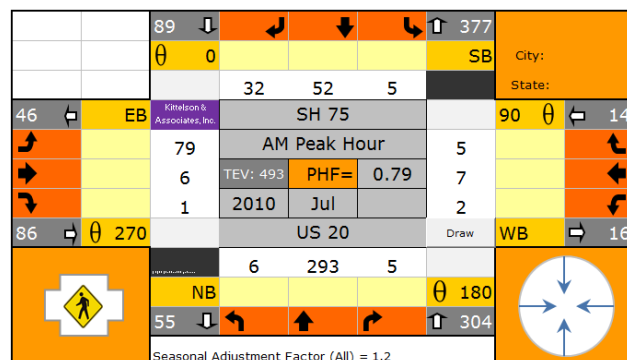 89 377
θ 0 SB City:
32 52 5 State:
46 EB Kittelson & Associates, Inc. SH 75 90 θ 14
79 AM Peak Hour 5
6 TEV: 493 PHF= 0.79 7
1 2010 Jul 2
86 θ 270 US 20 Draw WB 16
6 293 5
NB θ 180
55 304
Seasonal Adjustment Factor (All) = 1.2